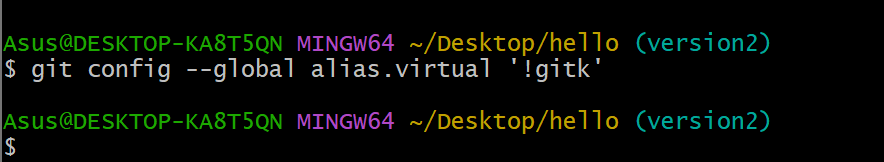 Asus@DESKTOP-KA8T5QN MINGW64 ~/Desktop/hello (version2)
$ git config --global alias.virtual '!gitk'
Asus@DESKTOP-KA8T5QN MINGW64 ~/Desktop/hello (version2)
$